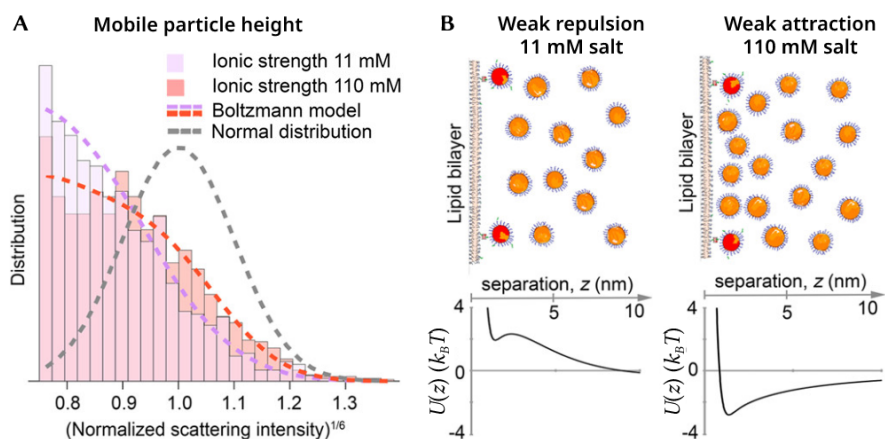 A
Mobile particle height
Ionic strength 11 mM
Ionic strength 110 mM
Boltzmann model
Normal distribution
Distribution
0.8 0.9 1.0 1.1 1.2 1.3
(Normalized scattering intensity)1/6
B
Weak repulsion
11 mM salt
Weak attraction
110 mM salt
Lipid bilayer
Lipid bilayer
separation, z (nm)
5 10
4
0
-4
U(z) (kBT)
separation, z (nm)
5 10
4
0
-4
U(z) (kBT)